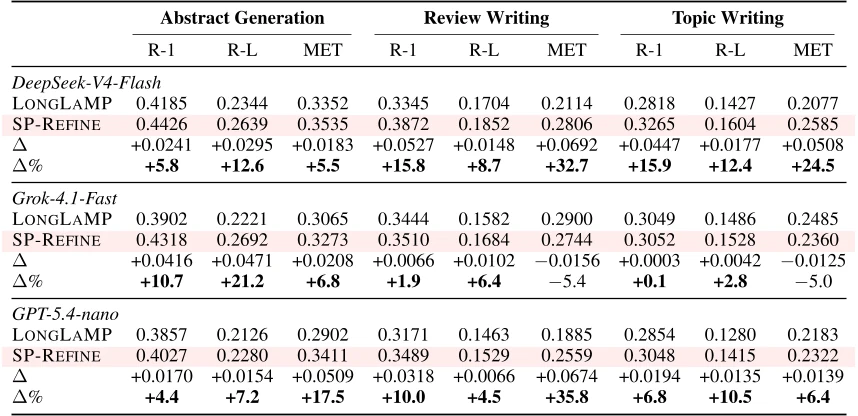 Abstract Generation Review Writing Topic Writing
R-1 R-L MET R-1 R-L MET R-1 R-L MET
DeepSeek-V4-Flash
LONGLAMP 0.4185 0.2344 0.3352 0.3345 0.1704 0.2114 0.2818 0.1427 0.2077
SP-REFINE 0.4426 0.2639 0.3535 0.3872 0.1852 0.2806 0.3265 0.1604 0.2585
Δ +0.0241 +0.0295 +0.0183 +0.0527 +0.0148 +0.0692 +0.0447 +0.0177 +0.0508
Δ% +5.8 +12.6 +5.5 +15.8 +8.7 +32.7 +15.9 +12.4 +24.5
Grok-4.1-Fast
LONGLAMP 0.3902 0.2221 0.3065 0.3444 0.1582 0.2900 0.3049 0.1486 0.2485
SP-REFINE 0.4318 0.2692 0.3273 0.3510 0.1684 0.2744 0.3052 0.1528 0.2360
Δ +0.0416 +0.0471 +0.0208 +0.0066 +0.0102 −0.0156 +0.0003 +0.0042 −0.0125
Δ% +10.7 +21.2 +6.8 +1.9 +6.4 −5.4 +0.1 +2.8 −5.0
GPT-5.4-nano
LONGLAMP 0.3857 0.2126 0.2902 0.3171 0.1463 0.1885 0.2854 0.1280 0.2183
SP-REFINE 0.4027 0.2280 0.3411 0.3489 0.1529 0.2559 0.3048 0.1415 0.2322
Δ +0.0170 +0.0154 +0.0509 +0.0318 +0.0066 +0.0674 +0.0194 +0.0135 +0.0139
Δ% +4.4 +7.2 +17.5 +10.0 +4.5 +35.8 +6.8 +10.5 +6.4